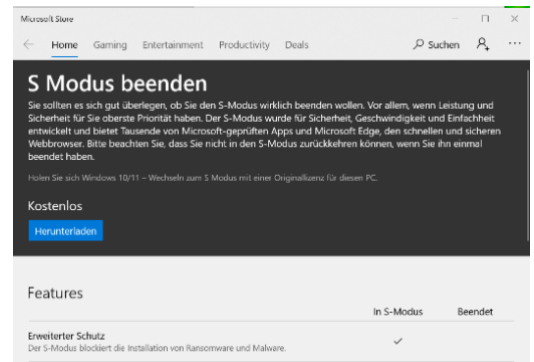 Microsoft Store
Home Gaming Entertainment Productivity Deals Suchen
S Modus beenden
Sie sollten es sich gut überlegen, ob Sie den S-Modus wirklich beenden wollen. Vor allem, wenn Leistung und
Sicherheit für Sie oberste Priorität haben. Der S-Modus wurde für Sicherheit, Geschwindigkeit und Einfachheit
entwickelt und bietet Tausende von Microsoft-geprüften Apps und Microsoft Edge, den schnellen und sicheren
Webbrowser. Bitte beachten Sie, dass Sie nicht in den S-Modus zurückkehren können, wenn Sie ihn einmal
beendet haben.
Holen Sie sich Windows 10/11 – Wechseln zum S Modus mit einer Originallizenz für diesen PC.
Kostenlos
Herunterladen
Features
In S-Modus Beendet
Erweiterter Schutz
Der S-Modus blockiert die Installation von Ransomware und Malware.